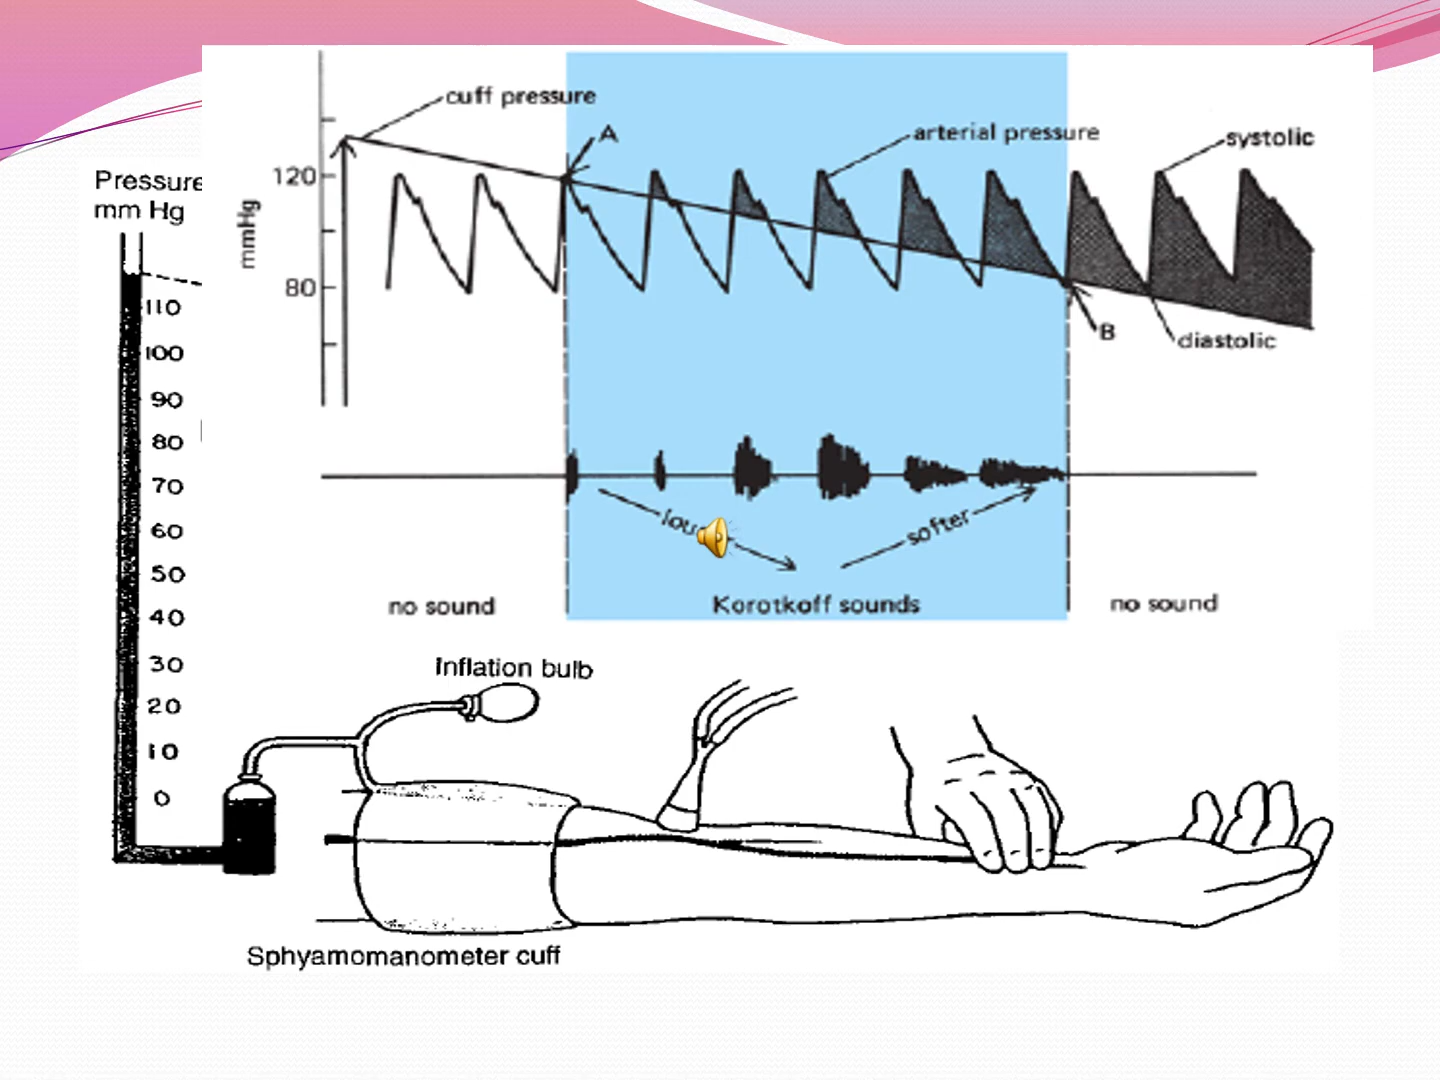 cuff pressure
A
arterial pressure
systolic
120
mmHg
80
B
diastolic
Pressure
mm Hg
110
100
90
80
70
60
50
40
30
20
10
0
softer
no sound
Korotkoff sounds
no sound
Inflation bulb
Sphyamomanometer cuff